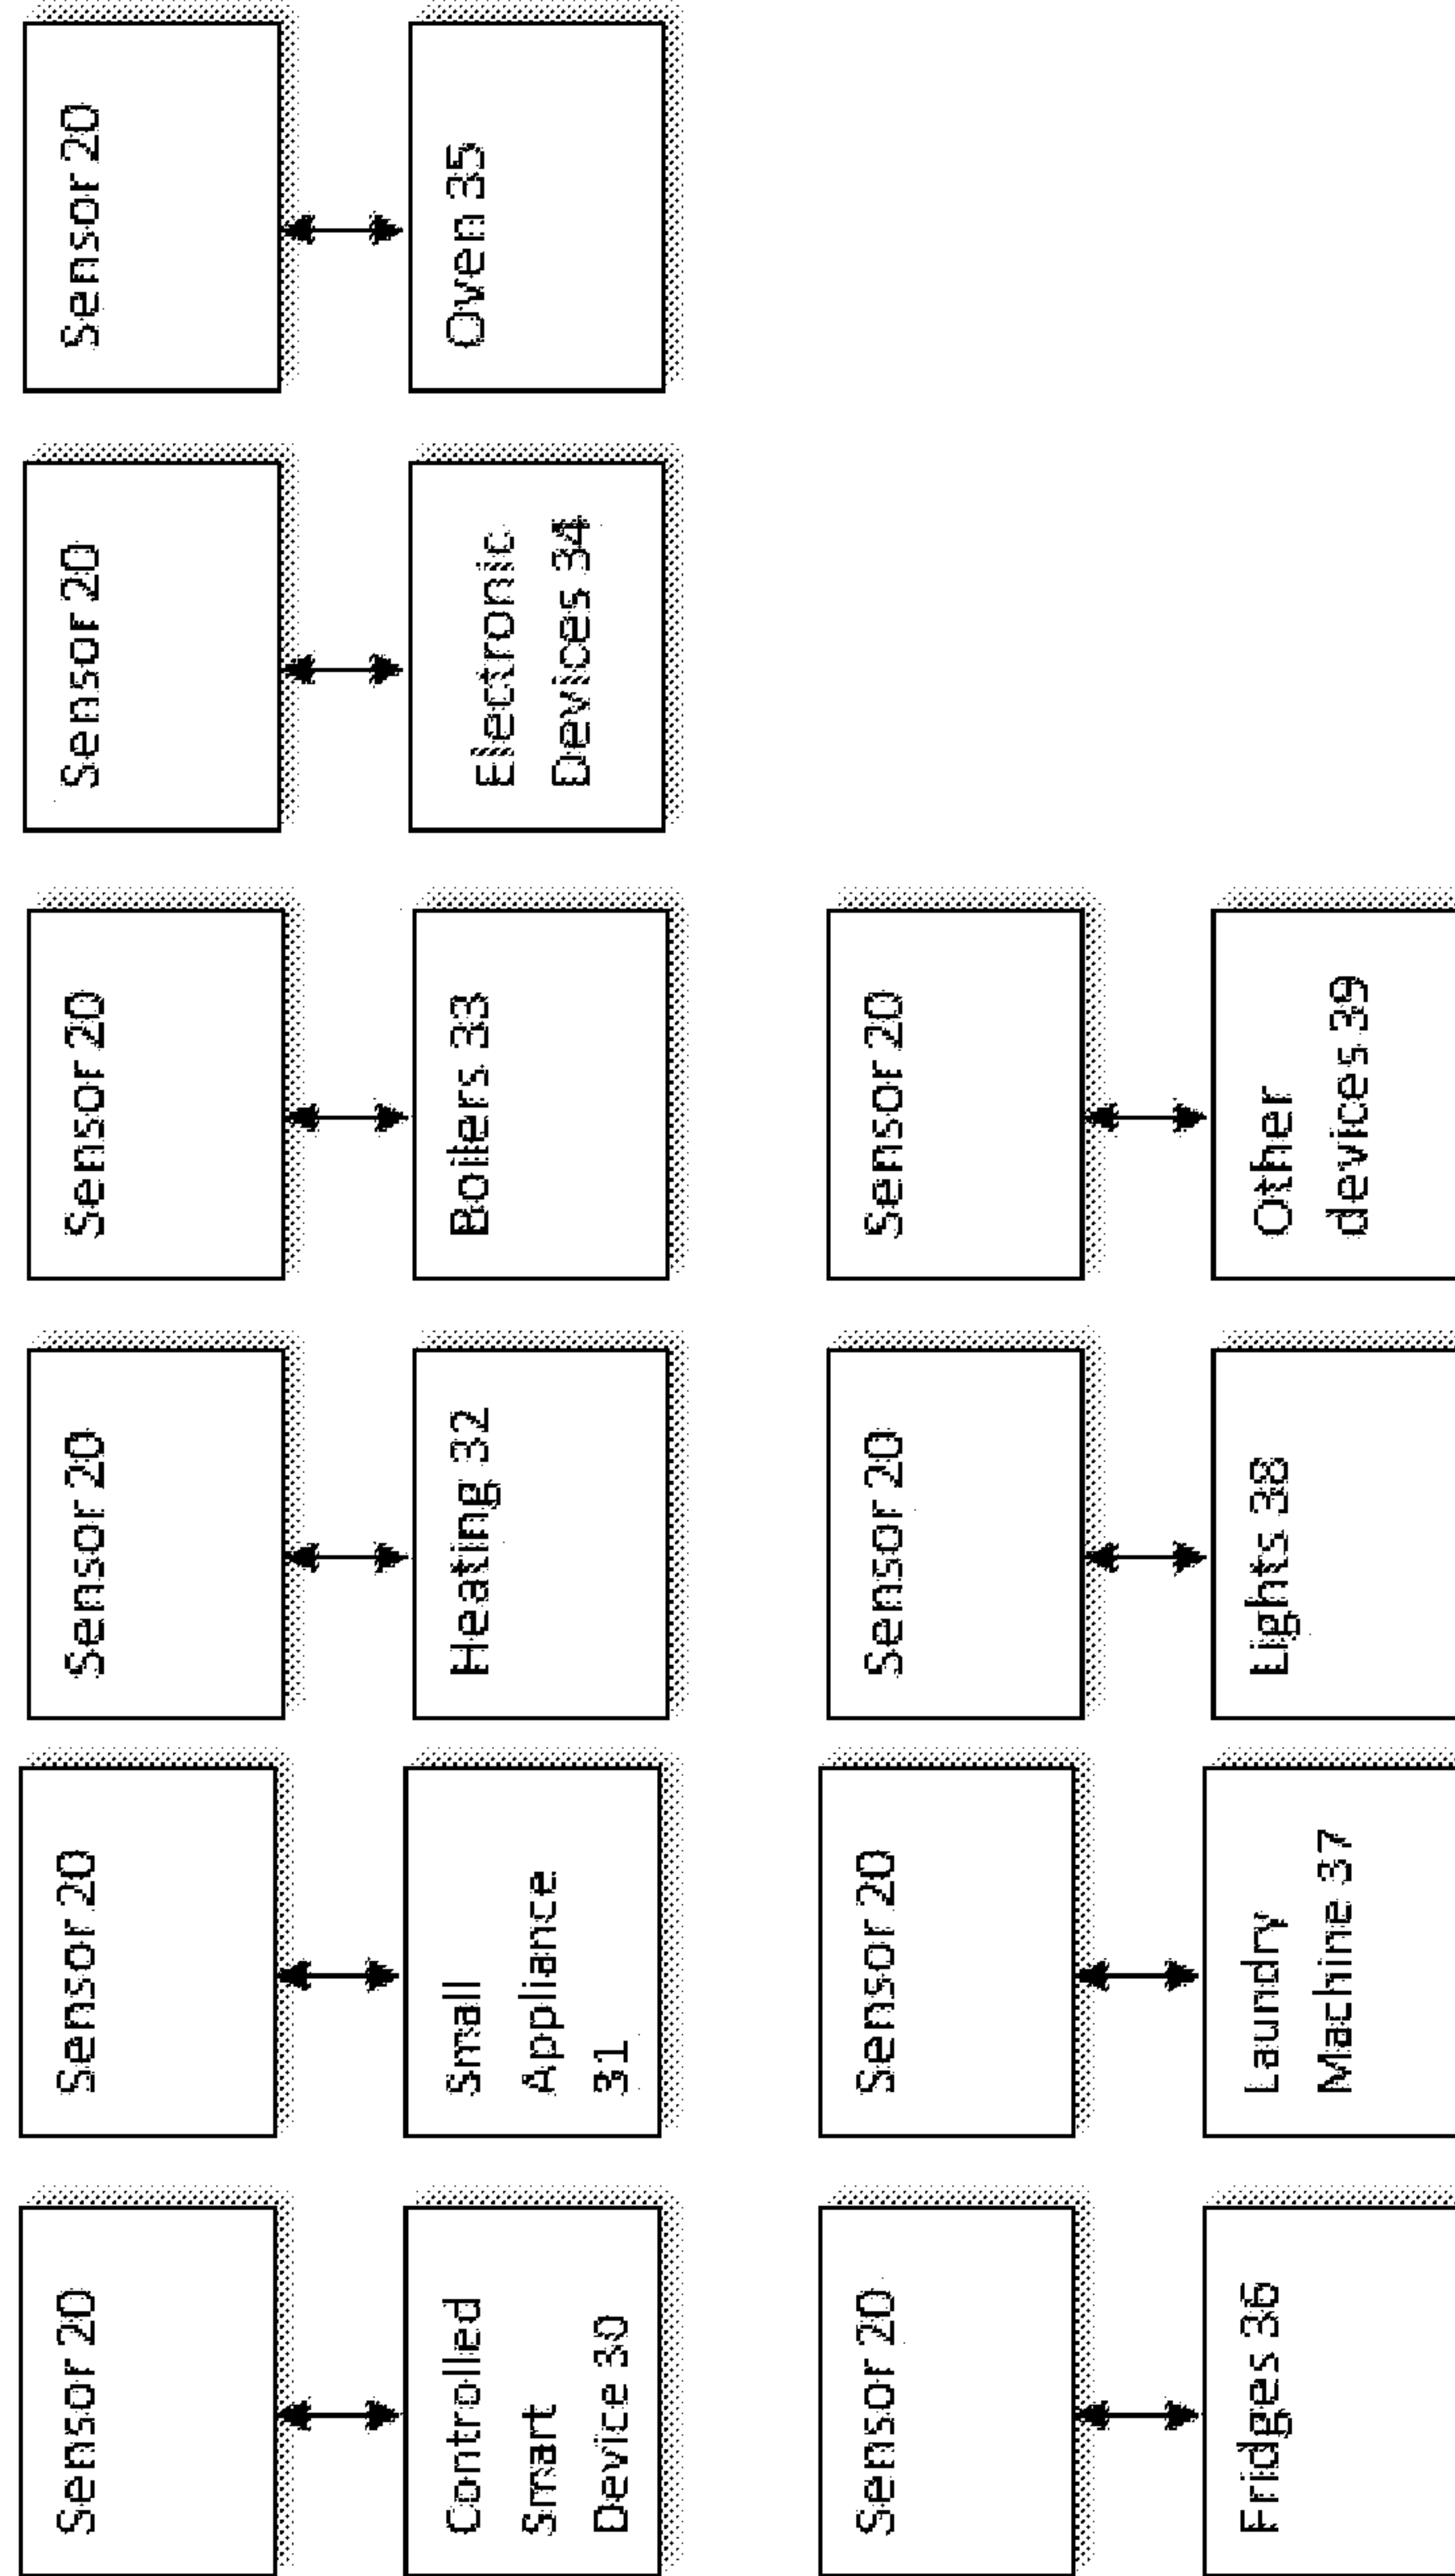 Sensor 20
Sensor 20
Sensor 20
Sensor 20
Sensor 20
Sensor 20
Controlled
Smart
Device 30
Small
Appliance
31
Heating 32
Boilers 33
Electronic
Devices 34
Oven 35
Sensor 20
Sensor 20
Sensor 20
Sensor 20
Fridges 36
Laundry
Machine 37
Lights 38
Other
devices 39